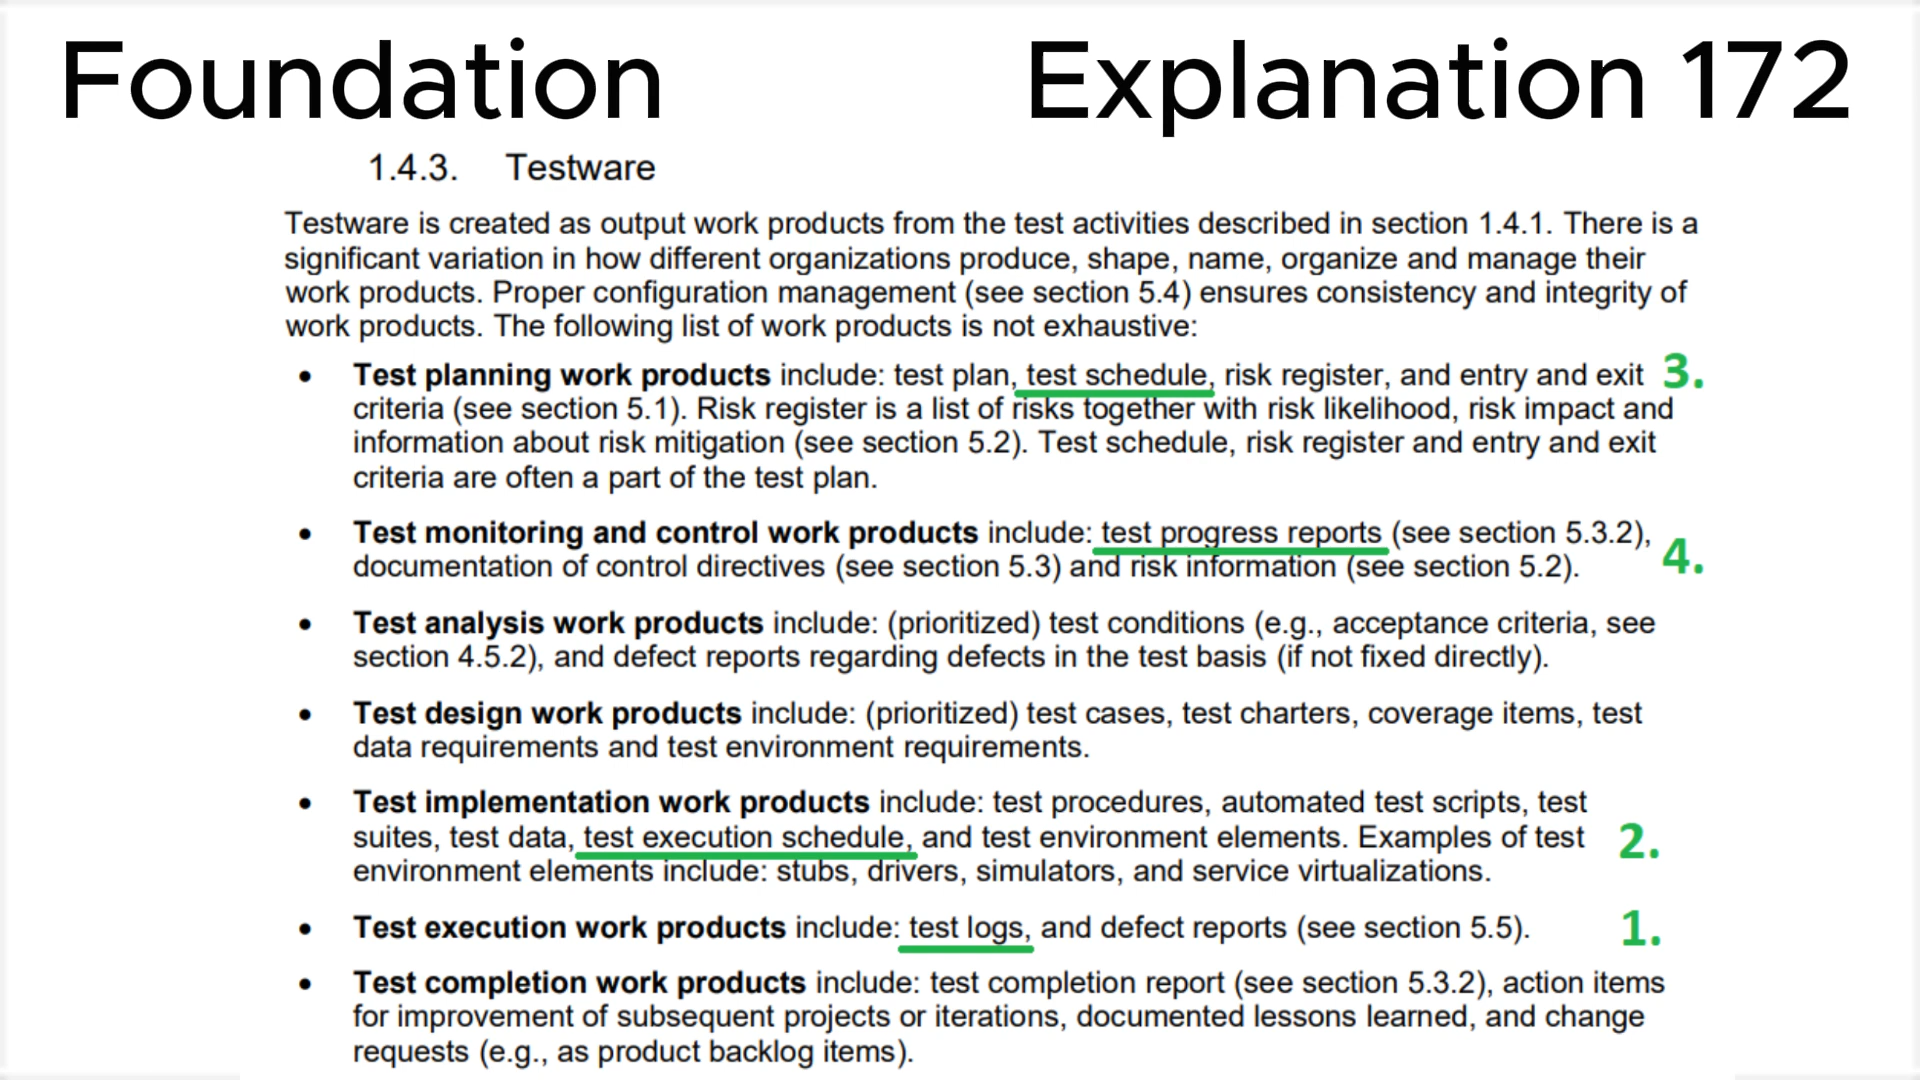 Foundation
Explanation 172
1.4.3. Testware
Testware is created as output work products from the test activities described in section 1.4.1. There is a
significant variation in how different organizations produce, shape, name, organize and manage their
work products. Proper configuration management (see section 5.4) ensures consistency and integrity of
work products. The following list of work products is not exhaustive:
• Test planning work products include: test plan, test schedule, risk register, and entry and exit 3.
criteria (see section 5.1). Risk register is a list of risks together with risk likelihood, risk impact and
information about risk mitigation (see section 5.2). Test schedule, risk register and entry and exit
criteria are often a part of the test plan.
• Test monitoring and control work products include: test progress reports (see section 5.3.2),
documentation of control directives (see section 5.3) and risk information (see section 5.2). 4.
• Test analysis work products include: (prioritized) test conditions (e.g., acceptance criteria, see
section 4.5.2), and defect reports regarding defects in the test basis (if not fixed directly).
• Test design work products include: (prioritized) test cases, test charters, coverage items, test
data requirements and test environment requirements.
• Test implementation work products include: test procedures, automated test scripts, test
suites, test data, test execution schedule, and test environment elements. Examples of test 2.
environment elements include: stubs, drivers, simulators, and service virtualizations.
• Test execution work products include: test logs, and defect reports (see section 5.5). 1.
• Test completion work products include: test completion report (see section 5.3.2), action items
for improvement of subsequent projects or iterations, documented lessons learned, and change
requests (e.g., as product backlog items).